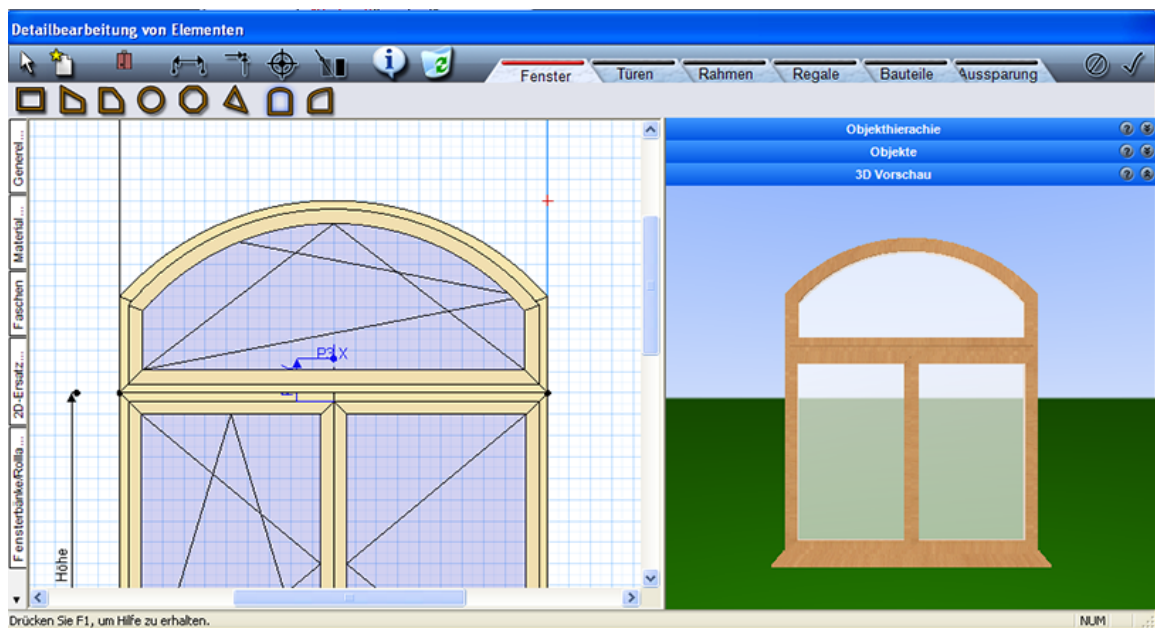 Detailbearbeitung von Elementen
Fenster Türen Rahmen Regale Bauteile Aussparung
Generel...
Material...
Faschen
2D-Ersatz...
Fensterbänke/Rolla...
Objekthierachie
Objekte
3D Vorschau
P3 X
Höhe
Drücken Sie F1, um Hilfe zu erhalten.
NUM